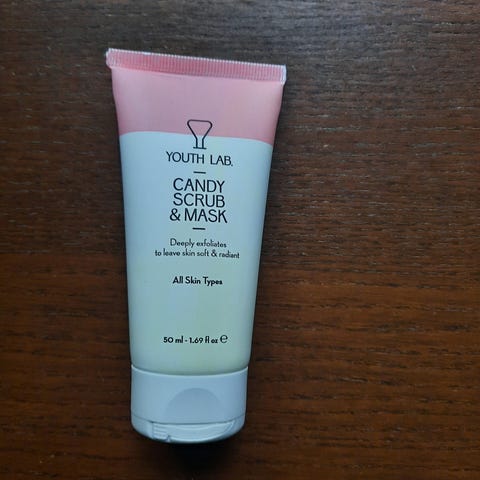 YOUTH LAB.
CANDY
SCRUB
& MASK
Deeply exfoliates
to leave skin soft & radiant
All Skin Types
50 ml - 1.69 fl oz ℮